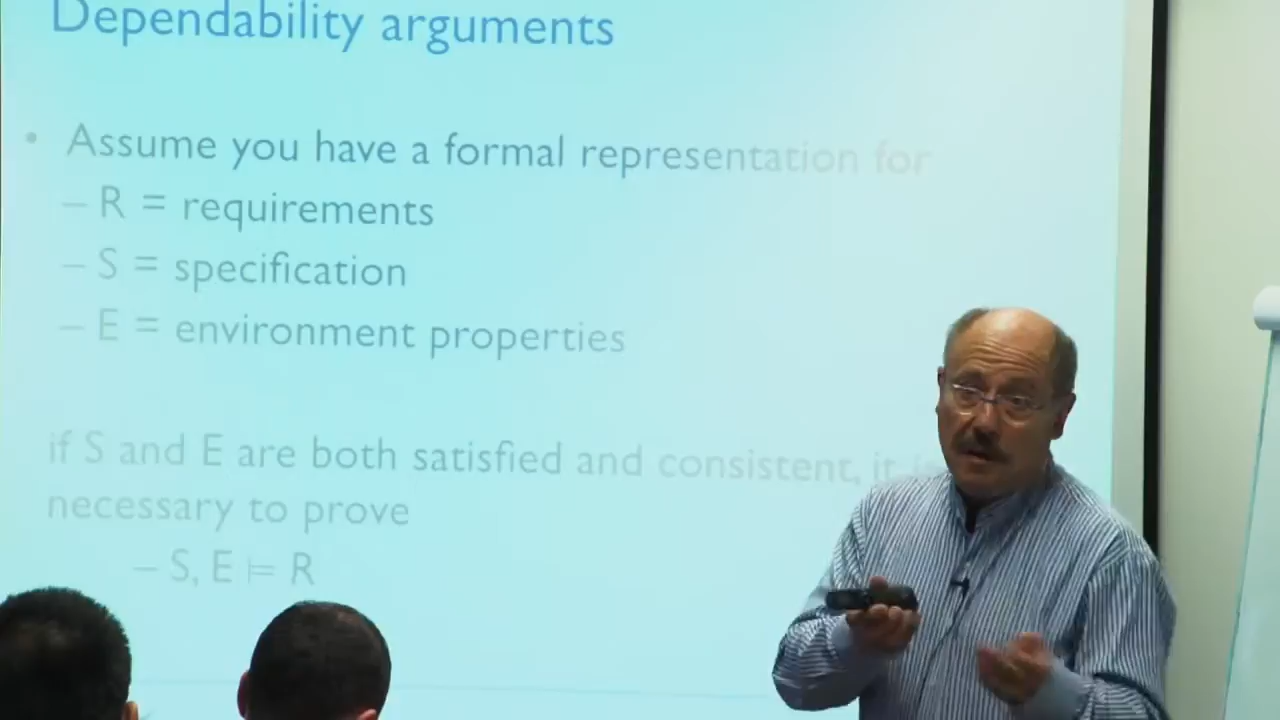 Dependability arguments
• Assume you have a formal representation for
– R = requirements
– S = specification
– E = environment properties
if S and E are both satisfied and consistent, it is
necessary to prove
– S, E ⊨ R